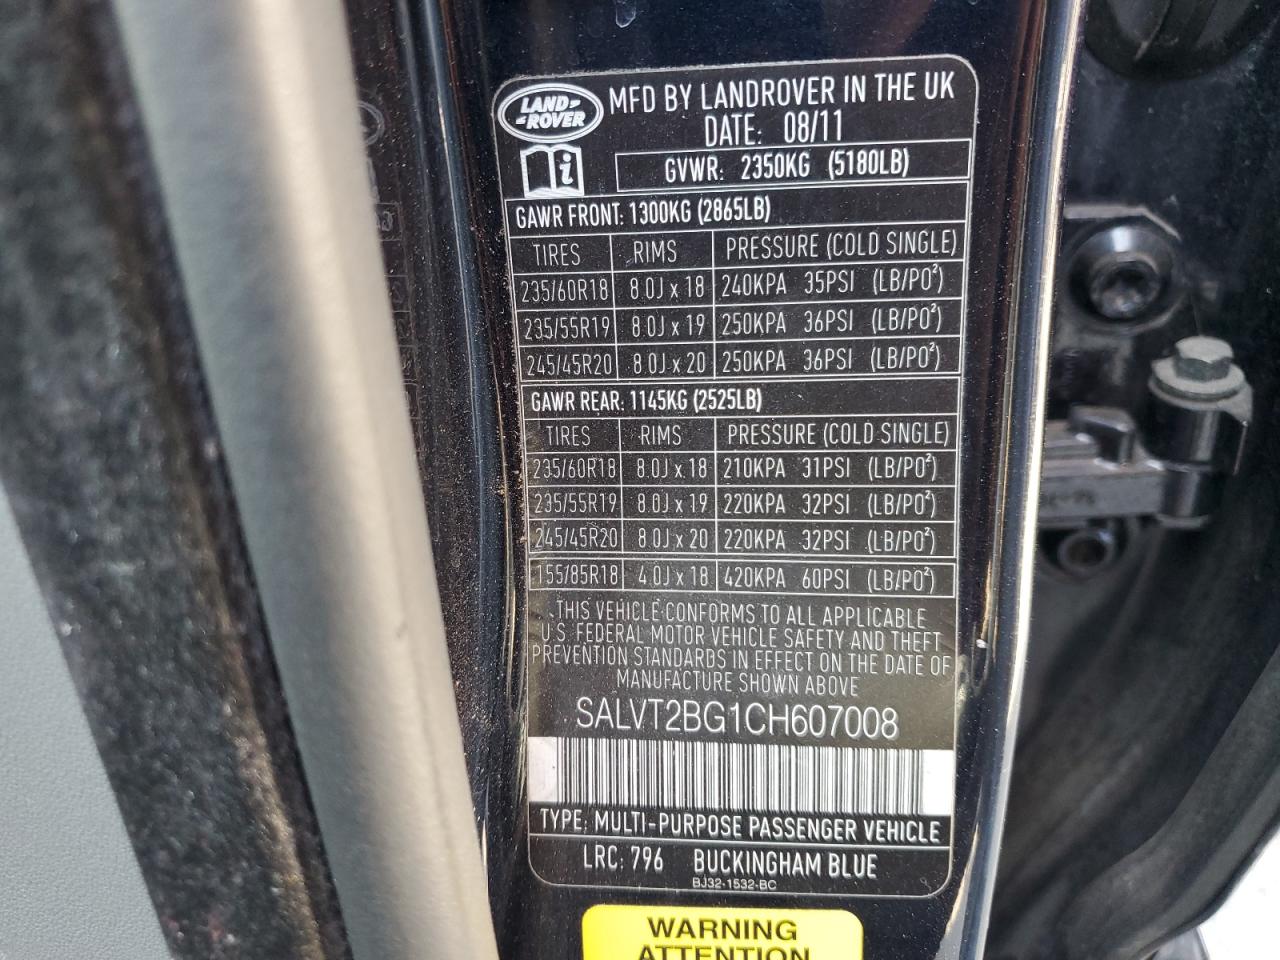 LAND ROVER
MFD BY LANDROVER IN THE UK
DATE: 08/11
GVWR: 2350KG (5180LB)
GAWR FRONT: 1300KG (2865LB)
TIRES RIMS PRESSURE (COLD SINGLE)
235/60R18 8.0J x 18 240KPA 35PSI (LB/PO²)
235/55R19 8.0J x 19 250KPA 36PSI (LB/PO²)
245/45R20 8.0J x 20 250KPA 36PSI (LB/PO²)
GAWR REAR: 1145KG (2525LB)
TIRES RIMS PRESSURE (COLD SINGLE)
235/60R18 8.0J x 18 210KPA 31PSI (LB/PO²)
235/55R19 8.0J x 19 220KPA 32PSI (LB/PO²)
245/45R20 8.0J x 20 220KPA 32PSI (LB/PO²)
155/85R18 4.0J x 18 420KPA 60PSI (LB/PO²)
THIS VEHICLE CONFORMS TO ALL APPLICABLE
U.S. FEDERAL MOTOR VEHICLE SAFETY AND THEFT
PREVENTION STANDARDS IN EFFECT ON THE DATE OF
MANUFACTURE SHOWN ABOVE
SALVT2BG1CH607008
TYPE: MULTI-PURPOSE PASSENGER VEHICLE
LRC: 796 BUCKINGHAM BLUE
BJ32-1532-BC
WARNING
ATTENTION